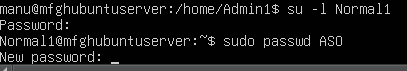 manu@mfghubuntuserver:/home/Admin1$ su -l Normal1
Password:
Normal1@mfghubuntuserver:~$ sudo passwd ASO
New password: _